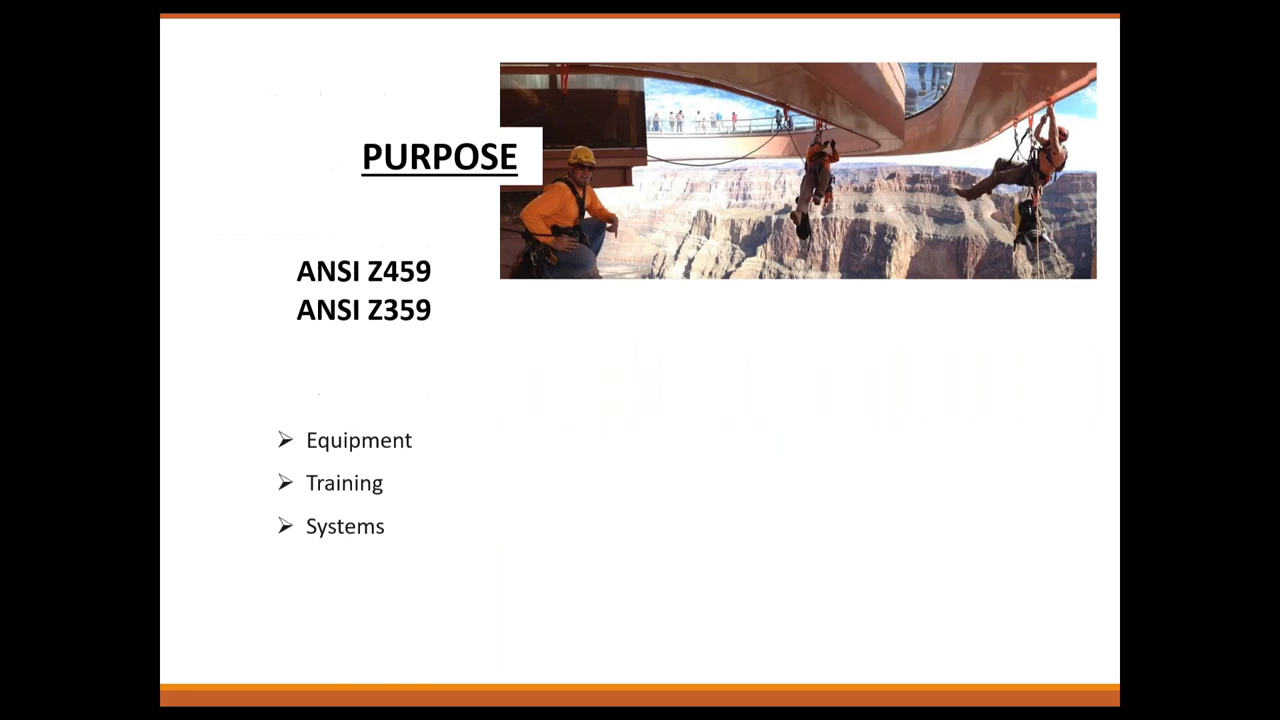 PURPOSE
ANSI Z459
ANSI Z359
Equipment
Training
Systems